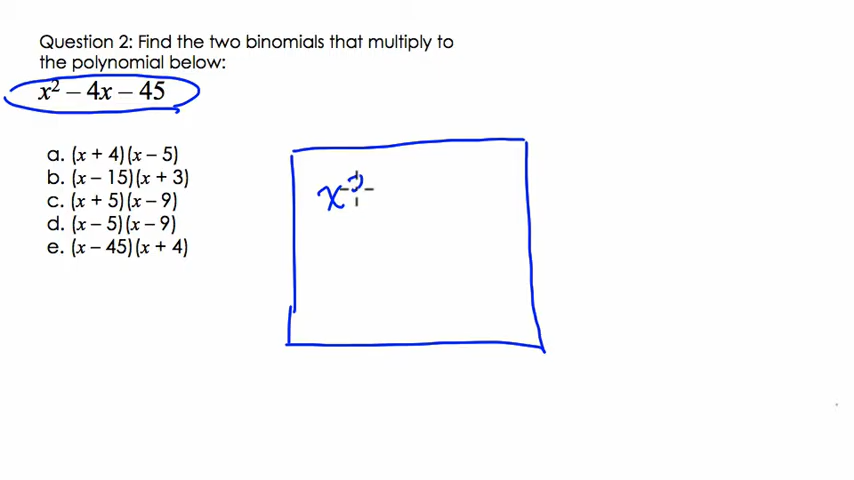 Question 2: Find the two binomials that multiply to
the polynomial below:
x² – 4x – 45
a. (x + 4)(x – 5)
b. (x – 15)(x + 3)
c. (x + 5)(x – 9)
d. (x – 5)(x – 9)
e. (x – 45)(x + 4)
x²